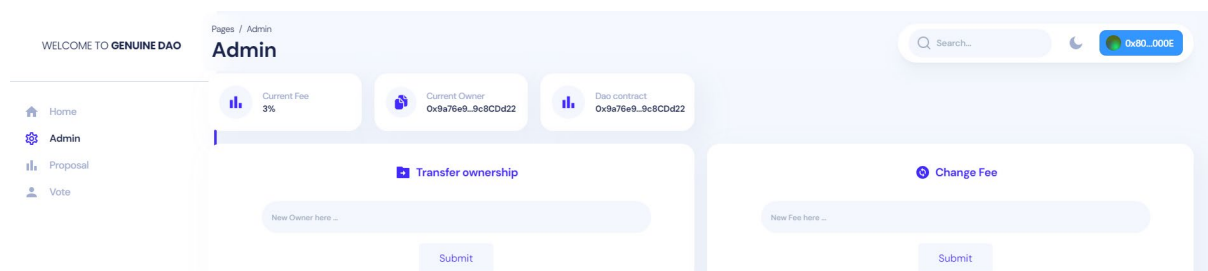 WELCOME TO GENUINE DAO
Home
Admin
Proposal
Vote
Pages / Admin
Admin
Search...
0x80...000E
Current Fee
3%
Current Owner
0x9a76e9...9c8CDd22
Dao contract
0x9a76e9...9c8CDd22
Transfer ownership
New Owner here ...
Submit
Change Fee
New Fee here ...
Submit